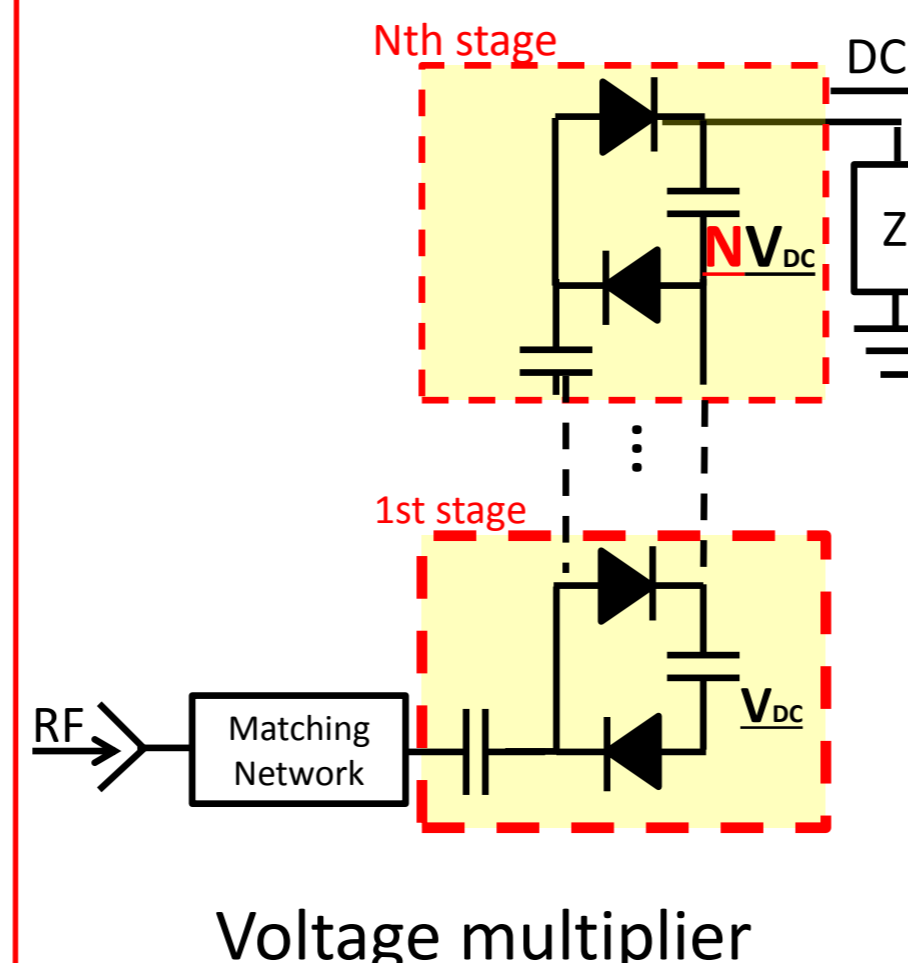 Nth stage
DC
Z
NVDC
...
1st stage
RF
Matching
Network
VDC
Voltage multiplier